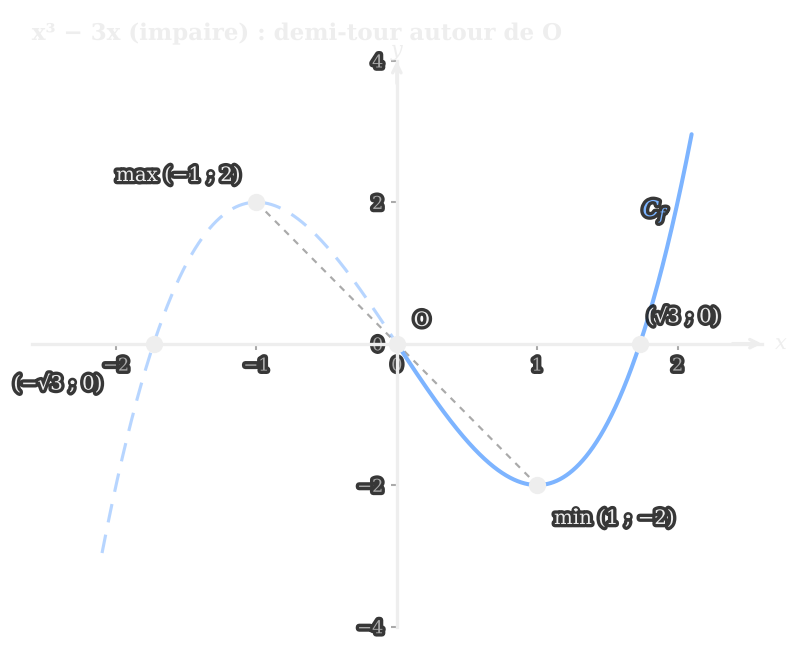 x³ − 3x (impaire) : demi-tour autour de O
y
4
max (−1 ; 2)
2
C_f
O
(√3 ; 0)
0
x
−2
−1
0
1
2
(−√3 ; 0)
−2
min (1 ; −2)
−4